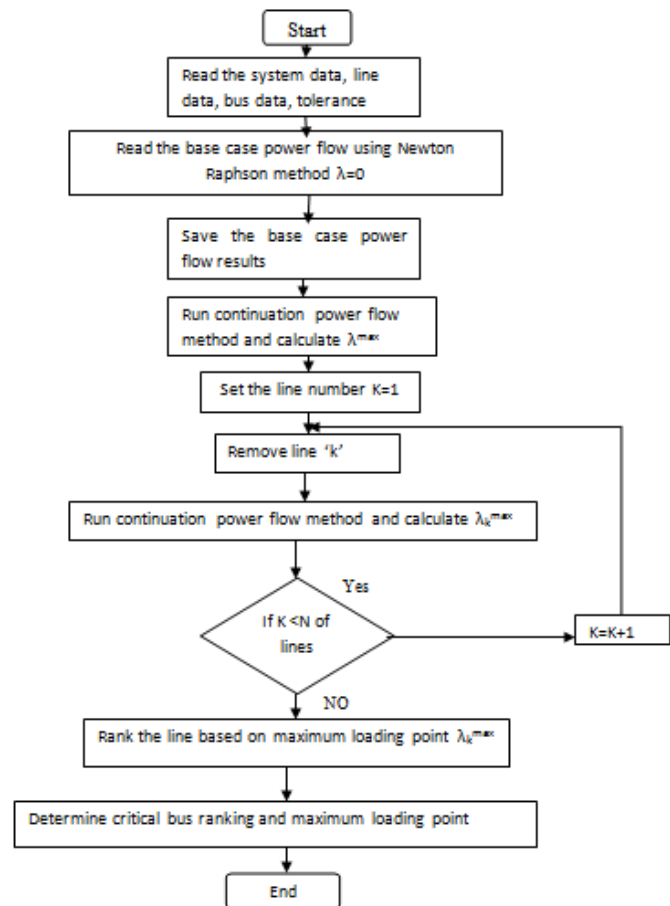 Start
Read the system data, line
data, bus data, tolerance
Read the base case power flow using Newton
Raphson method λ=0
Save the base case power
flow results
Run continuation power flow
method and calculate λᵐᵃˣ
Set the line number K=1
Remove line ‘k’
Run continuation power flow method and calculate λₖᵐᵃˣ
Yes
If K <N of
lines
K=K+1
NO
Rank the line based on maximum loading point λₖᵐᵃˣ
Determine critical bus ranking and maximum loading point
End